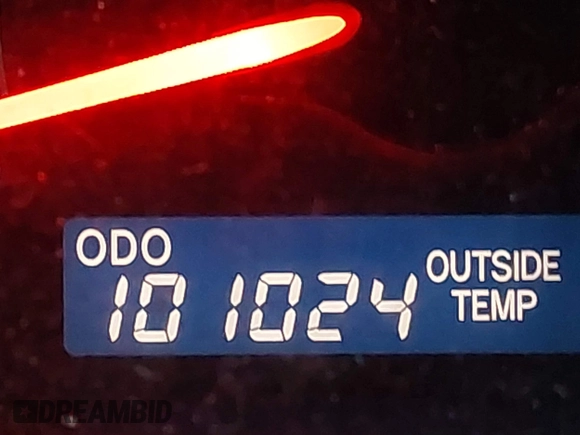 ODO
101024
OUTSIDE
TEMP
DREAMBID